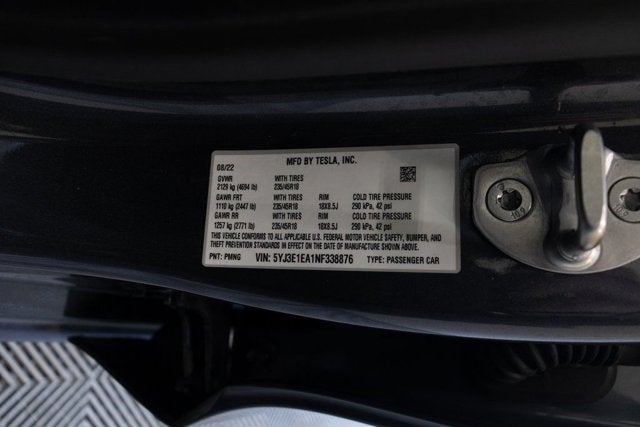 MFD BY TESLA, INC.
08/22
GVWR WITH TIRES
2129 kg (4694 lb) 235/45R18
GAWR FRT WITH TIRES RIM COLD TIRE PRESSURE
1110 kg (2447 lb) 235/45R18 18X8.5J 290 kPa, 42 psi
GAWR RR WITH TIRES RIM COLD TIRE PRESSURE
1257 kg (2771 lb) 235/45R18 18X8.5J 290 kPa, 42 psi
THIS VEHICLE CONFORMS TO ALL APPLICABLE U.S. FEDERAL MOTOR VEHICLE SAFETY, BUMPER, AND
THEFT PREVENTION STANDARDS IN EFFECT ON THE DATE OF MANUFACTURE SHOWN ABOVE.
PNT: PMNG VIN: 5YJ3E1EA1NF338876 TYPE: PASSENGER CAR